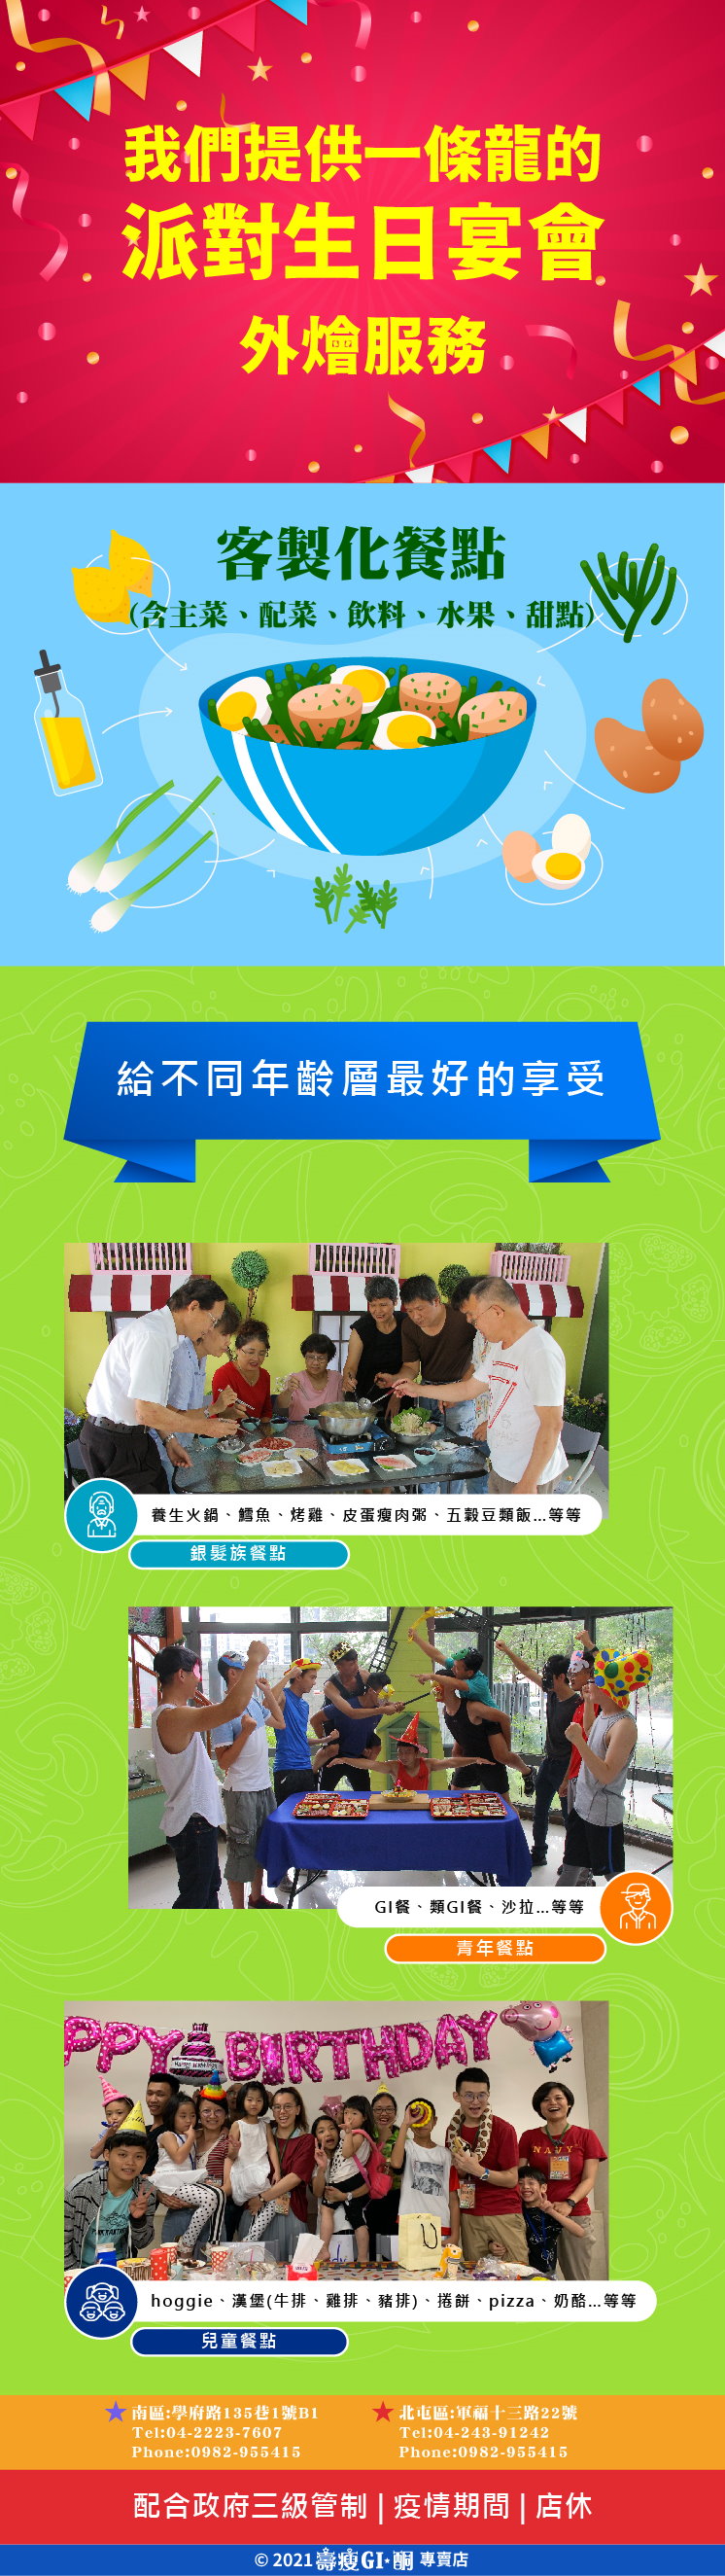 我們提供一條龍的
派對生日宴會
外燴服務
客製化餐點
(含主菜、配菜、飲料、水果、甜點)
給不同年齡層最好的享受
養生火鍋、鱈魚、烤雞、皮蛋瘦肉粥、五穀豆類飯...等等
銀髮族餐點
GI餐、類GI餐、沙拉...等等
青年餐點
PPY BIRTHDAY
NAVY
hoggie、漢堡(牛排、雞排、豬排)、捲餅、pizza、奶酪...等等
兒童餐點
★南區:學府路135巷1號B1
Tel:04-2223-7607
Phone:0982-955415
★北屯區:軍福十三路22號
Tel:04-243-91242
Phone:0982-955415
配合政府三級管制 | 疫情期間 | 店休
© 2021 壽瘦GI·酮 專賣店